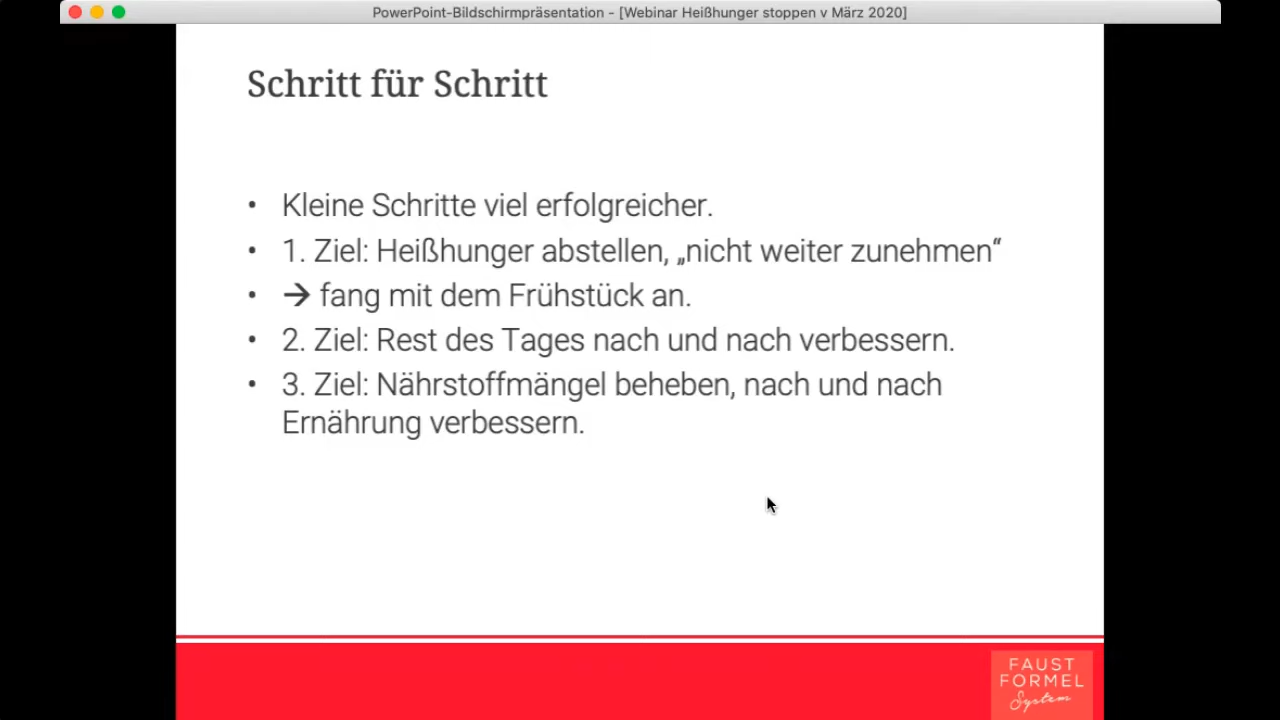 PowerPoint-Bildschirmpräsentation - [Webinar Heißhunger stoppen v März 2020]
Schritt für Schritt
• Kleine Schritte viel erfolgreicher.
• 1. Ziel: Heißhunger abstellen, „nicht weiter zunehmen“
• → fang mit dem Frühstück an.
• 2. Ziel: Rest des Tages nach und nach verbessern.
• 3. Ziel: Nährstoffmängel beheben, nach und nach
Ernährung verbessern.
FAUST
FORMEL
System